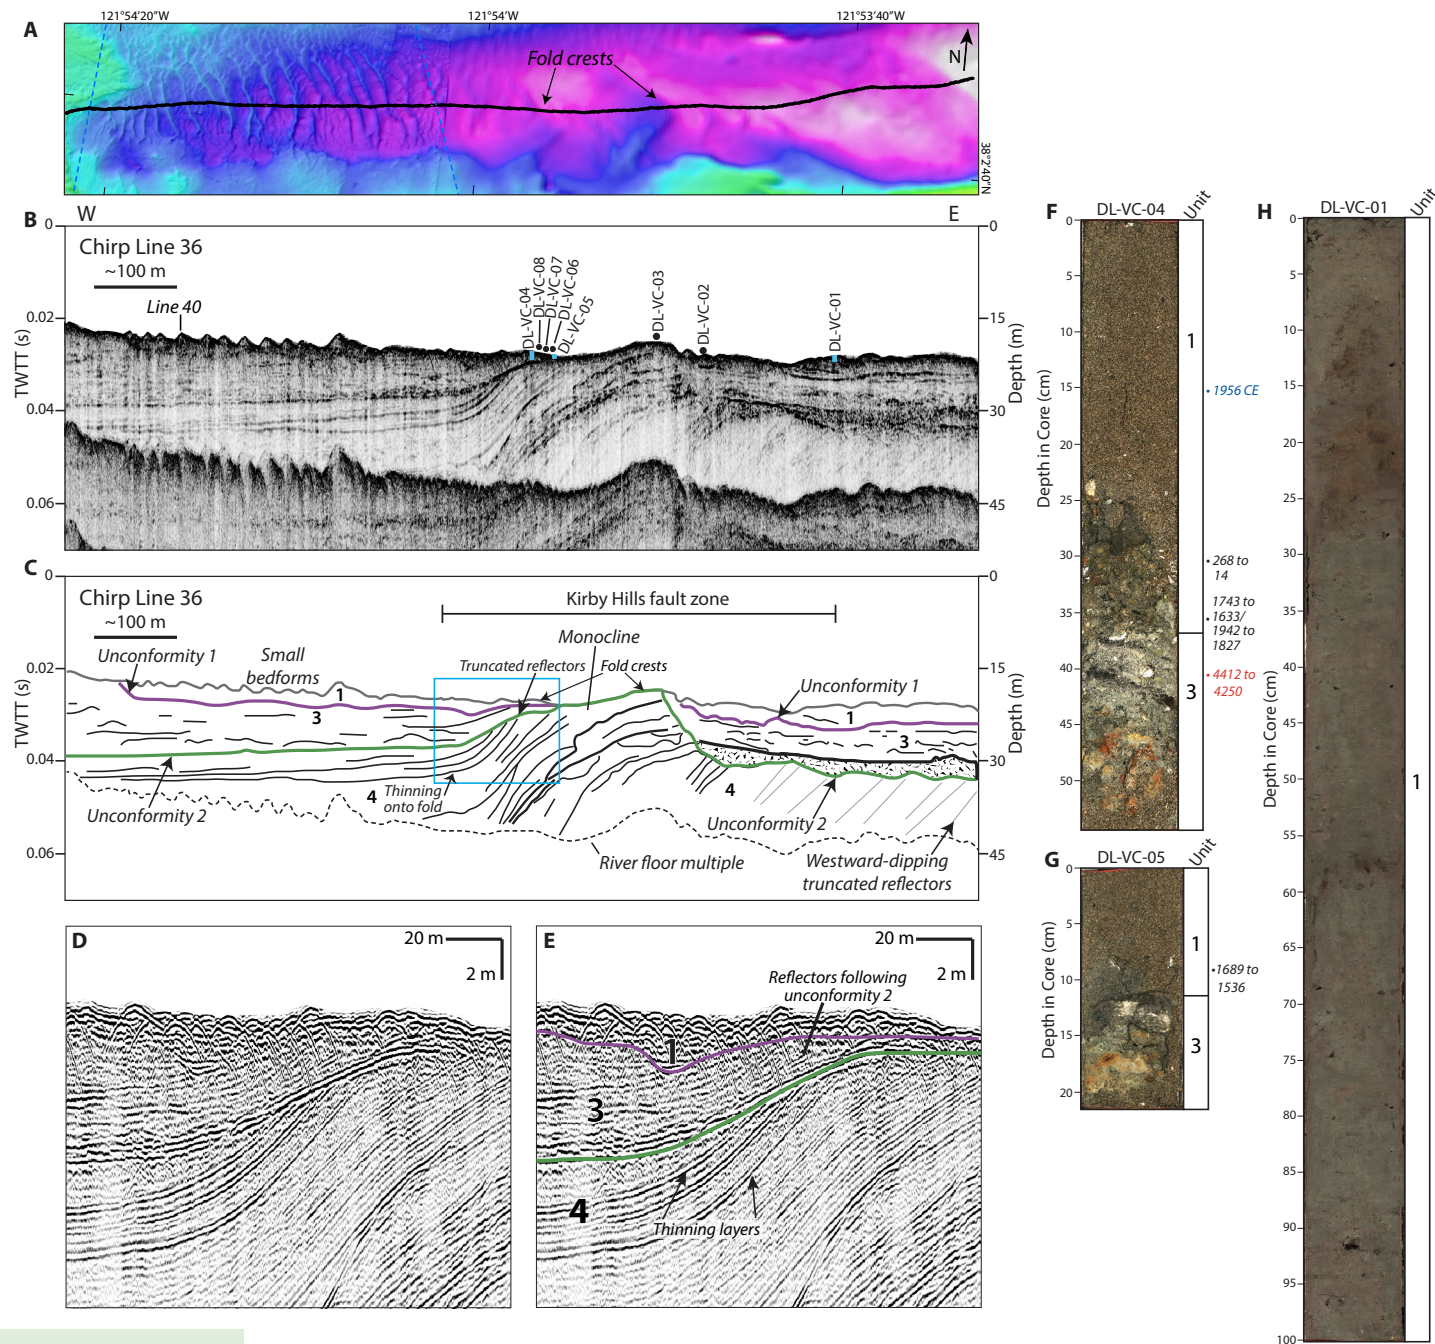 A
121°54'20"W
121°54'W
121°53'40"W
Fold crests
N
38°2'40"N
B
W
E
Chirp Line 36
~100 m
Line 40
DL-VC-04
DL-VC-08
DL-VC-07
DL-VC-06
DL-VC-05
DL-VC-03
DL-VC-02
DL-VC-01
TWTT (s)
0
0.02
0.04
0.06
Depth (m)
0
15
30
45
C
Chirp Line 36
~100 m
Kirby Hills fault zone
Monocline
Unconformity 1
Small
bedforms
Truncated reflectors
Fold crests
Unconformity 1
1
3
1
3
4
Thinning
onto fold
4
Unconformity 2
Unconformity 2
River floor multiple
Westward-dipping
truncated reflectors
TWTT (s)
0
0.02
0.04
0.06
Depth (m)
0
15
30
45
D
20 m
2 m
E
20 m
2 m
Reflectors following
unconformity 2
1
3
4
Thinning layers
F
DL-VC-04
Unit
Depth in Core (cm)
0
5
10
15
20
25
30
35
40
45
50
1
3
1956 CE
268 to
14
1743 to
1633/
1942 to
1827
4412 to
4250
G
DL-VC-05
Unit
Depth in Core (cm)
0
5
10
15
20
1
3
1689 to
1536
H
DL-VC-01
Unit
Depth in Core (cm)
0
5
10
15
20
25
30
35
40
45
50
55
60
65
70
75
80
85
90
95
100
1